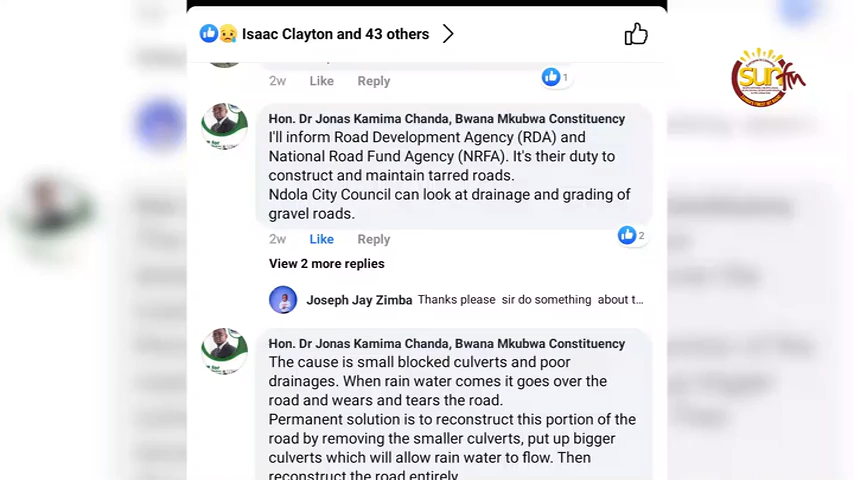 Isaac Clayton and 43 others
2w Like Reply 1
Hon. Dr Jonas Kamima Chanda, Bwana Mkubwa Constituency
I'll inform Road Development Agency (RDA) and
National Road Fund Agency (NRFA). It's their duty to
construct and maintain tarred roads.
Ndola City Council can look at drainage and grading of
gravel roads.
2w Like Reply 2
View 2 more replies
Joseph Jay Zimba Thanks please sir do something about t...
Hon. Dr Jonas Kamima Chanda, Bwana Mkubwa Constituency
The cause is small blocked culverts and poor
drainages. When rain water comes it goes over the
road and wears and tears the road.
Permanent solution is to reconstruct this portion of the
road by removing the smaller culverts, put up bigger
culverts which will allow rain water to flow. Then
reconstruct the road entirely
sun fm